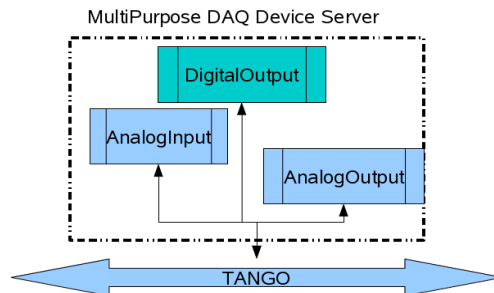 MultiPurpose DAQ Device Server
DigitalOutput
AnalogInput
AnalogOutput
TANGO